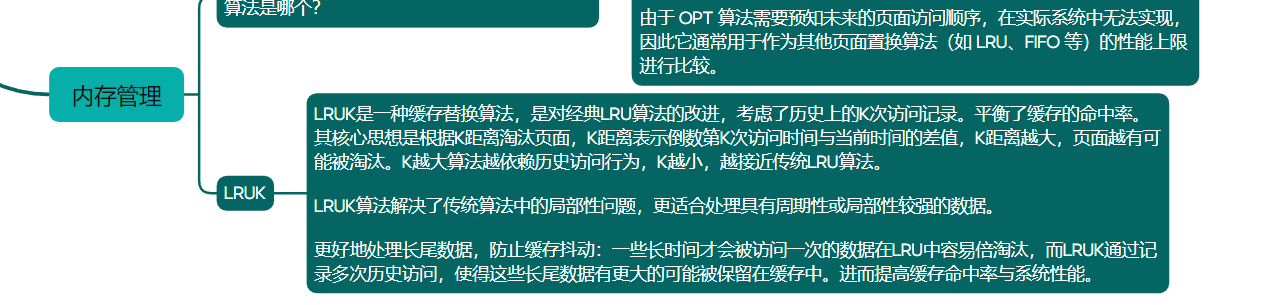 算法是哪个？
由于 OPT 算法需要预知未来的页面访问顺序，在实际系统中无法实现，
因此它通常用于作为其他页面置换算法（如 LRU、FIFO 等）的性能上限
进行比较。
内存管理
LRUK
LRUK是一种缓存替换算法，是对经典LRU算法的改进，考虑了历史上的K次访问记录。平衡了缓存的命中率。
其核心思想是根据K距离淘汰页面，K距离表示倒数第K次访问时间与当前时间的差值，K距离越大，页面越有可
能被淘汰。K越大算法越依赖历史访问行为，K越小，越接近传统LRU算法。
LRUK算法解决了传统算法中的局部性问题，更适合处理具有周期性或局部性较强的数据。
更好地处理长尾数据，防止缓存抖动：一些长时间才会被访问一次的数据在LRU中容易倍淘汰，而LRUK通过记
录多次历史访问，使得这些长尾数据有更大的可能被保留在缓存中。进而提高缓存命中率与系统性能。